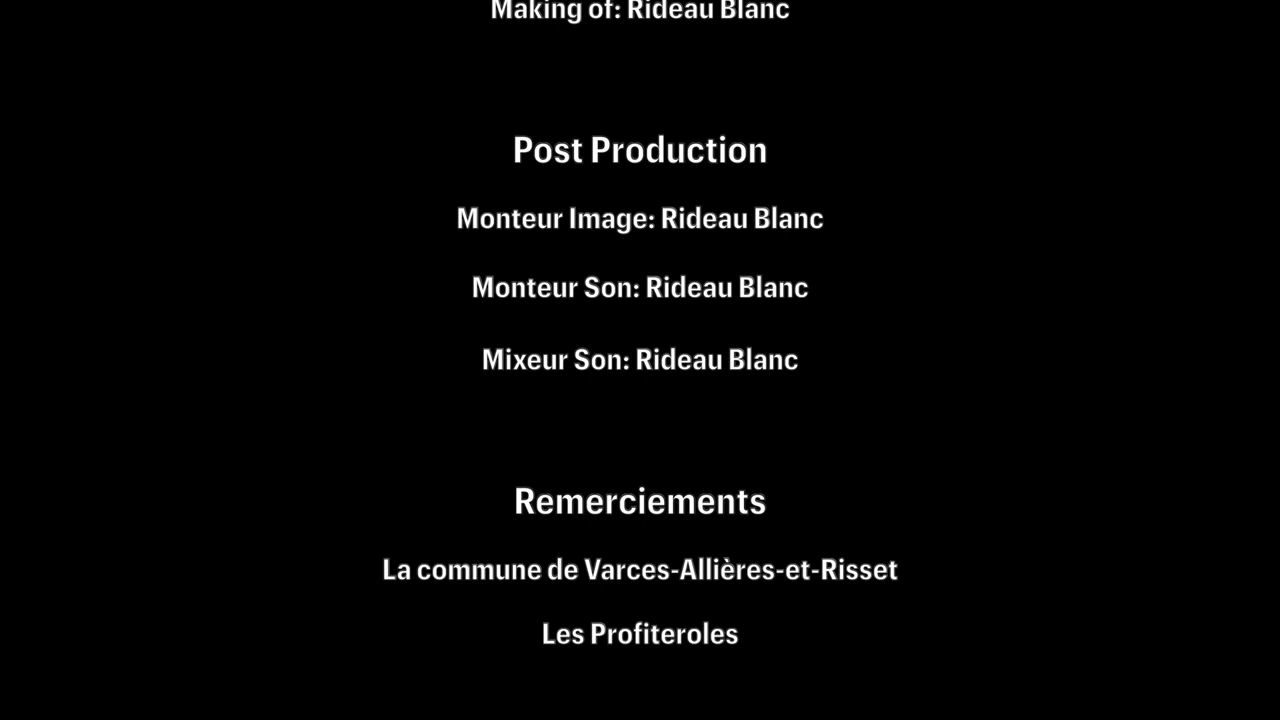 Making of: Rideau Blanc
Post Production
Monteur Image: Rideau Blanc
Monteur Son: Rideau Blanc
Mixeur Son: Rideau Blanc
Remerciements
La commune de Varces-Allières-et-Risset
Les Profiteroles